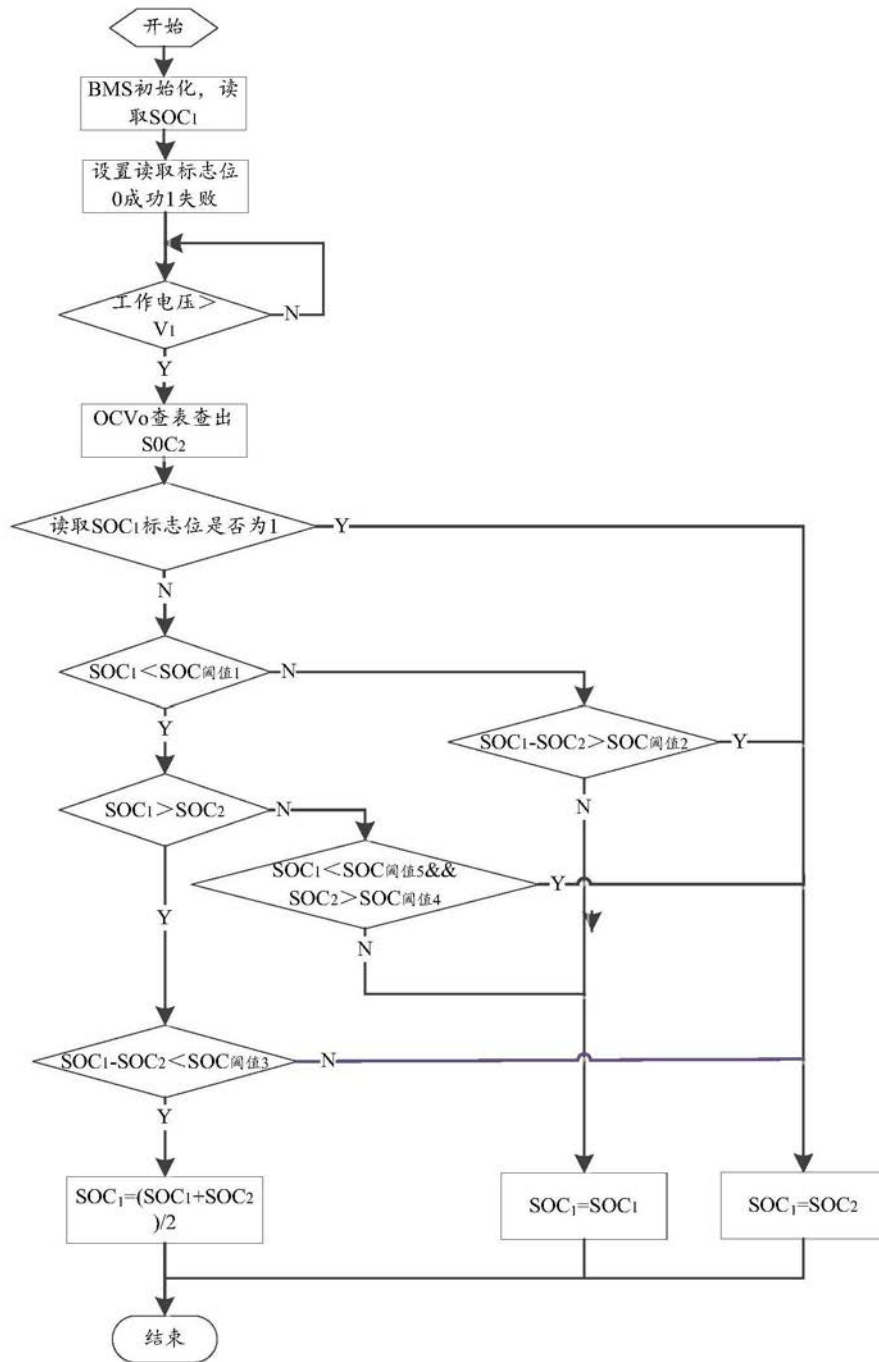 开始
BMS初始化，读
取SOC1
设置读取标志位
0成功1失败
工作电压＞
V1
N
Y
OCVo查表查出
S0C2
读取SOC1标志位是否为1
Y
N
SOC1＜SOC阈值1
N
Y
SOC1-SOC2＞SOC阈值2
Y
N
SOC1＞SOC2
N
Y
SOC1＜SOC阈值5&&
SOC2＞SOC阈值4
Y
N
SOC1-SOC2＜SOC阈值3
N
Y
SOC1=(SOC1+SOC2
)/2
SOC1=SOC1
SOC1=SOC2
结束